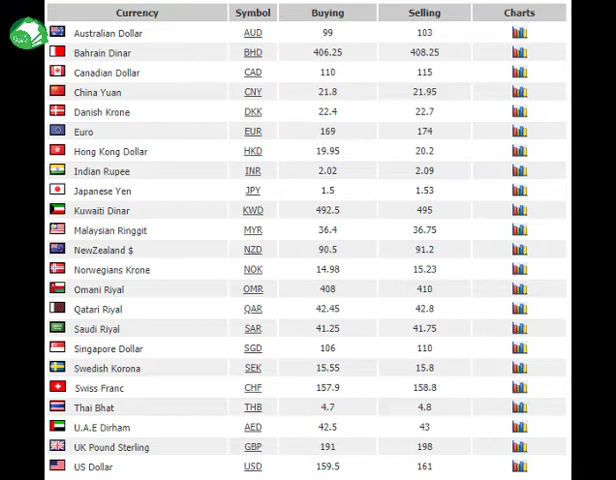 Currency Symbol Buying Selling Charts
Australian Dollar AUD 99 103
Bahrain Dinar BHD 406.25 408.25
Canadian Dollar CAD 110 115
China Yuan CNY 21.8 21.95
Danish Krone DKK 22.4 22.7
Euro EUR 169 174
Hong Kong Dollar HKD 19.95 20.2
Indian Rupee INR 2.02 2.09
Japanese Yen JPY 1.5 1.53
Kuwaiti Dinar KWD 492.5 495
Malaysian Ringgit MYR 36.4 36.75
NewZealand $ NZD 90.5 91.2
Norwegians Krone NOK 14.98 15.23
Omani Riyal OMR 408 410
Qatari Riyal QAR 42.45 42.8
Saudi Riyal SAR 41.25 41.75
Singapore Dollar SGD 106 110
Swedish Korona SEK 15.55 15.8
Swiss Franc CHF 157.9 158.8
Thai Bhat THB 4.7 4.8
U.A.E Dirham AED 42.5 43
UK Pound Sterling GBP 191 198
US Dollar USD 159.5 161